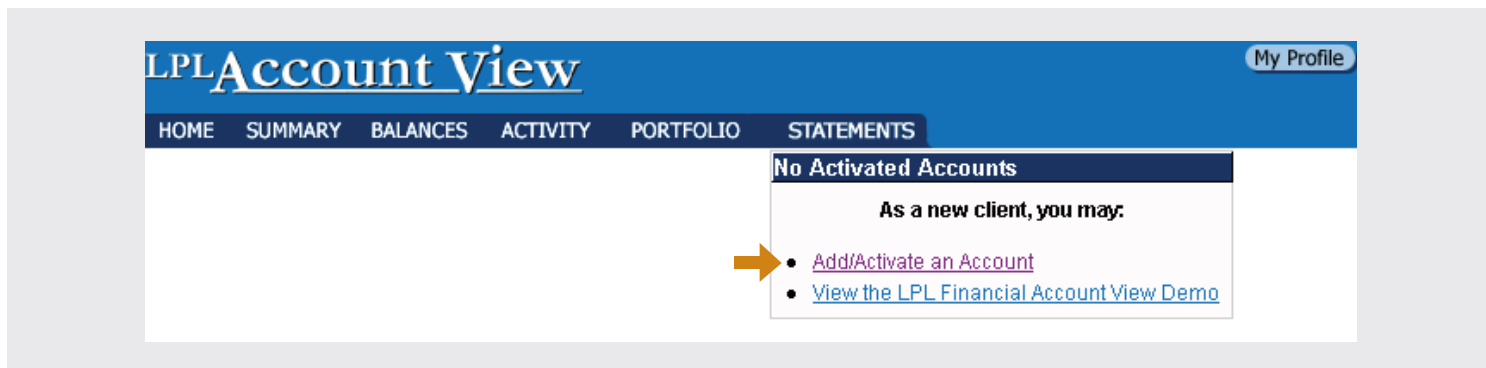 LPL Account View
My Profile
HOME SUMMARY BALANCES ACTIVITY PORTFOLIO STATEMENTS
No Activated Accounts
As a new client, you may:
• Add/Activate an Account
• View the LPL Financial Account View Demo